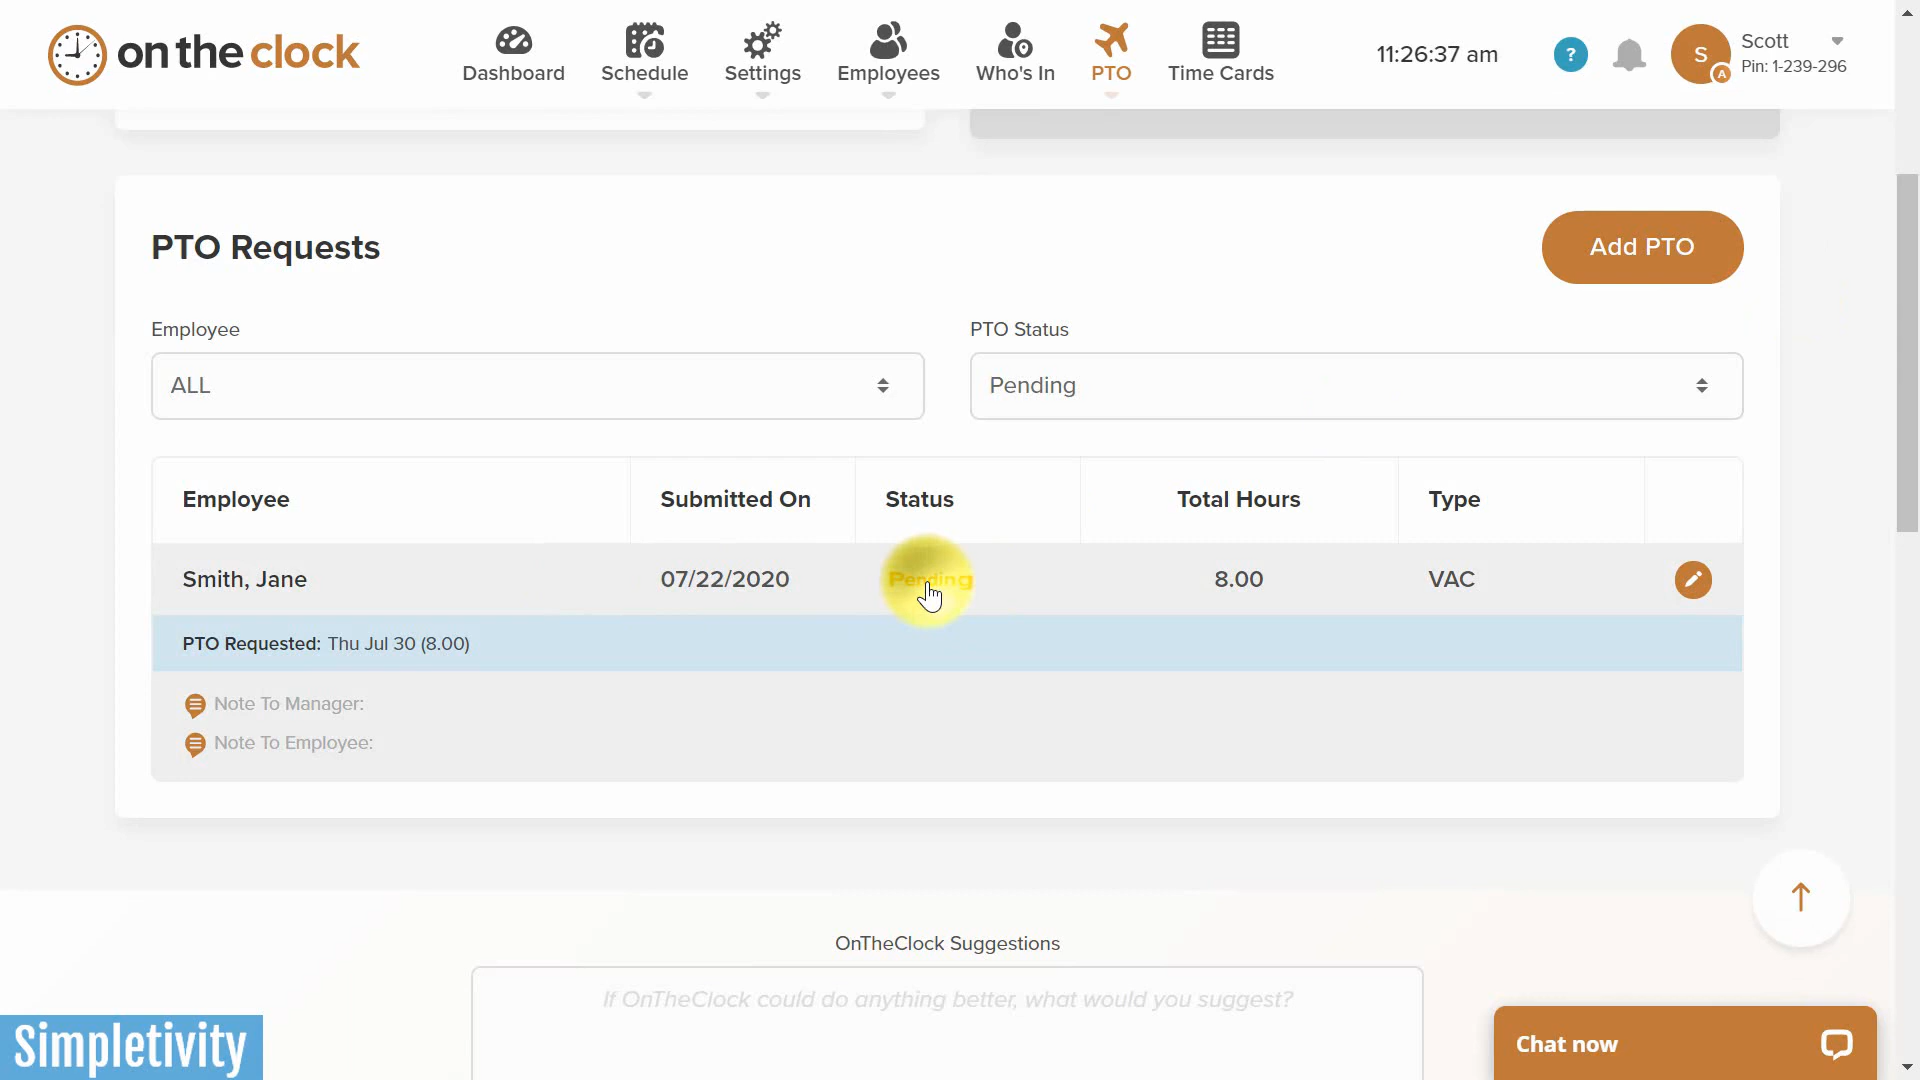 on the clock
Dashboard
Schedule
Settings
Employees
Who's In
PTO
Time Cards
11:26:37 am
?
S
A
Scott
Pin: 1-239-296
PTO Requests
Add PTO
Employee
PTO Status
ALL
Pending
Employee Submitted On Status Total Hours Type
Smith, Jane 07/22/2020 Pending 8.00 VAC
PTO Requested: Thu Jul 30 (8.00)
Note To Manager:
Note To Employee:
OnTheClock Suggestions
If OnTheClock could do anything better, what would you suggest?
Simpletivity
Chat now